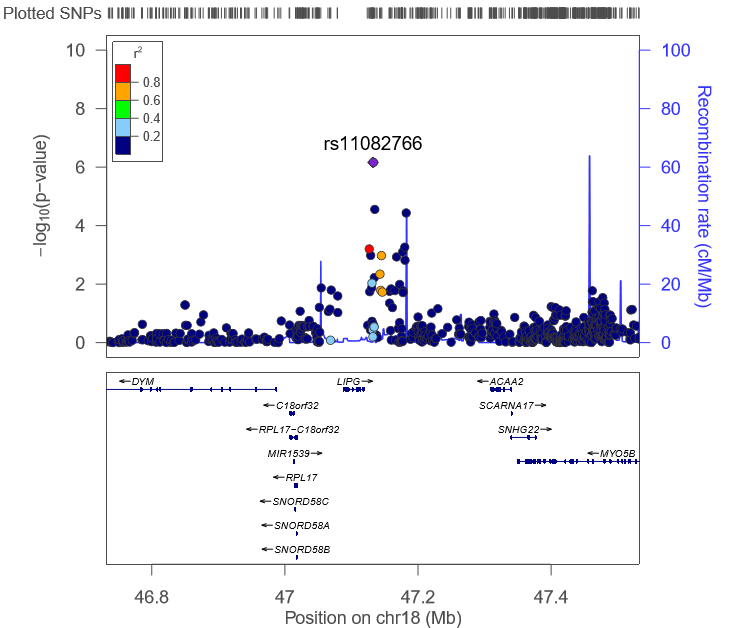 Plotted SNPs
10
8
6
4
2
0
−log10(p−value)
100
80
60
40
20
0
Recombination rate (cM/Mb)
r2
0.8
0.6
0.4
0.2
rs11082766
DYM
LIPG
ACAA2
C18orf32
SCARNA17
RPL17−C18orf32
SNHG22
MIR1539
MYO5B
RPL17
SNORD58C
SNORD58A
SNORD58B
46.8
47
47.2
47.4
Position on chr18 (Mb)